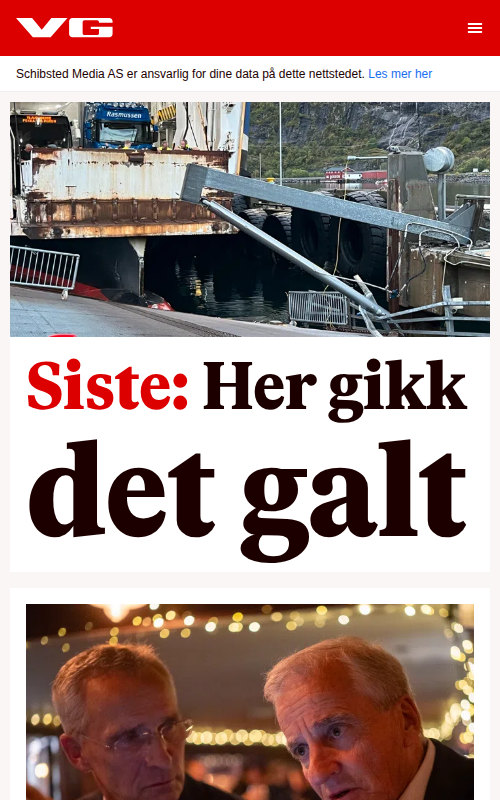 VG
Schibsted Media AS er ansvarlig for dine data på dette nettstedet. Les mer her
Rasmussen
Siste: Her gikk
det galt